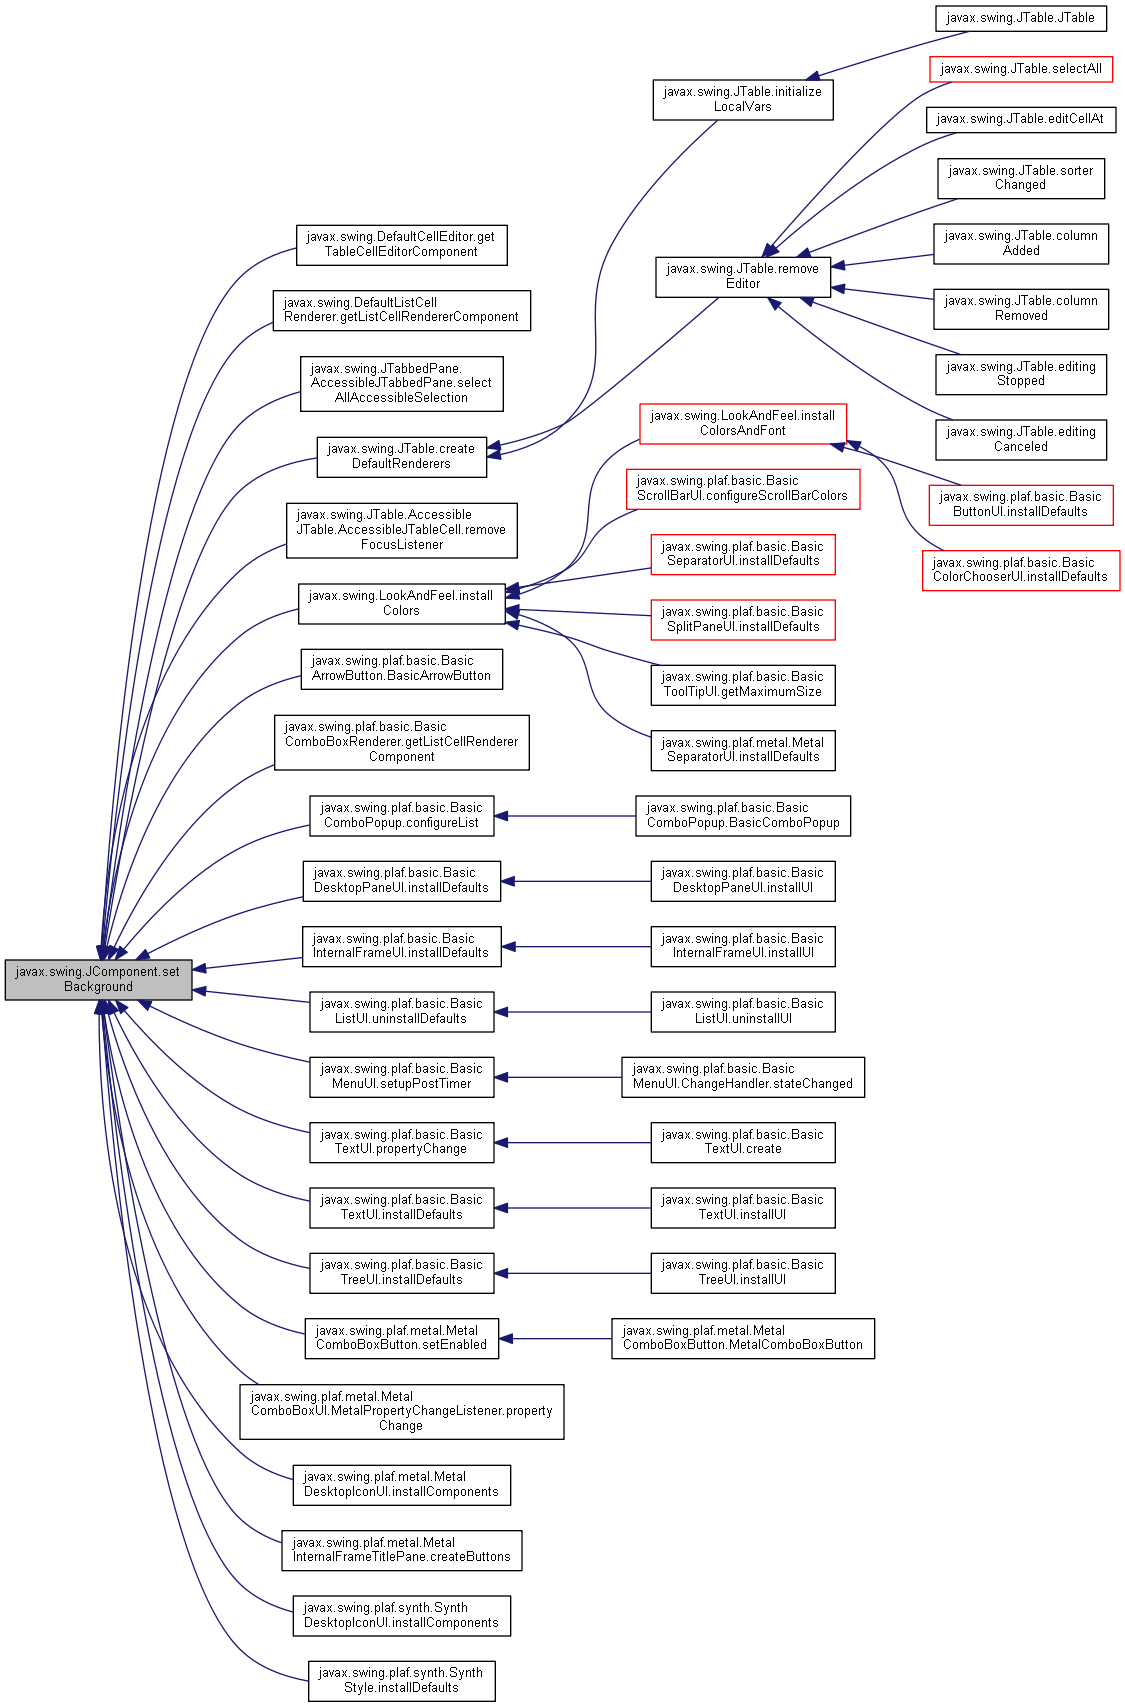 javax.swing.JTable.JTable
javax.swing.JTable.selectAll
javax.swing.JTable.initialize
LocalVars
javax.swing.JTable.editCellAt
javax.swing.JTable.sorter
Changed
javax.swing.JTable.column
Added
javax.swing.JTable.remove
Editor
javax.swing.JTable.column
Removed
javax.swing.JTable.editing
Stopped
javax.swing.JTable.editing
Canceled
javax.swing.DefaultCellEditor.get
TableCellEditorComponent
javax.swing.DefaultListCell
Renderer.getListCellRendererComponent
javax.swing.JTabbedPane.
AccessibleJTabbedPane.select
AllAccessibleSelection
javax.swing.JTable.create
DefaultRenderers
javax.swing.JTable.Accessible
JTable.AccessibleJTableCell.remove
FocusListener
javax.swing.LookAndFeel.install
Colors
javax.swing.LookAndFeel.install
ColorsAndFont
javax.swing.plaf.basic.Basic
ScrollBarUI.configureScrollBarColors
javax.swing.plaf.basic.Basic
ButtonUI.installDefaults
javax.swing.plaf.basic.Basic
ColorChooserUI.installDefaults
javax.swing.plaf.basic.Basic
SeparatorUI.installDefaults
javax.swing.plaf.basic.Basic
SplitPaneUI.installDefaults
javax.swing.plaf.basic.Basic
ToolTipUI.getMaximumSize
javax.swing.plaf.metal.Metal
SeparatorUI.installDefaults
javax.swing.plaf.basic.Basic
ArrowButton.BasicArrowButton
javax.swing.plaf.basic.Basic
ComboBoxRenderer.getListCellRenderer
Component
javax.swing.plaf.basic.Basic
ComboPopup.configureList
javax.swing.plaf.basic.Basic
ComboPopup.BasicComboPopup
javax.swing.plaf.basic.Basic
DesktopPaneUI.installDefaults
javax.swing.plaf.basic.Basic
DesktopPaneUI.installUI
javax.swing.plaf.basic.Basic
InternalFrameUI.installDefaults
javax.swing.plaf.basic.Basic
InternalFrameUI.installUI
javax.swing.JComponent.set
Background
javax.swing.plaf.basic.Basic
ListUI.uninstallDefaults
javax.swing.plaf.basic.Basic
ListUI.uninstallUI
javax.swing.plaf.basic.Basic
MenuUI.setupPostTimer
javax.swing.plaf.basic.Basic
MenuUI.ChangeHandler.stateChanged
javax.swing.plaf.basic.Basic
TextUI.propertyChange
javax.swing.plaf.basic.Basic
TextUI.create
javax.swing.plaf.basic.Basic
TextUI.installDefaults
javax.swing.plaf.basic.Basic
TextUI.installUI
javax.swing.plaf.basic.Basic
TreeUI.installDefaults
javax.swing.plaf.basic.Basic
TreeUI.installUI
javax.swing.plaf.metal.Metal
ComboBoxButton.setEnabled
javax.swing.plaf.metal.Metal
ComboBoxButton.MetalComboBoxButton
javax.swing.plaf.metal.Metal
ComboBoxUI.MetalPropertyChangeListener.property
Change
javax.swing.plaf.metal.Metal
DesktopIconUI.installComponents
javax.swing.plaf.metal.Metal
InternalFrameTitlePane.createButtons
javax.swing.plaf.synth.Synth
DesktopIconUI.installComponents
javax.swing.plaf.synth.Synth
Style.installDefaults